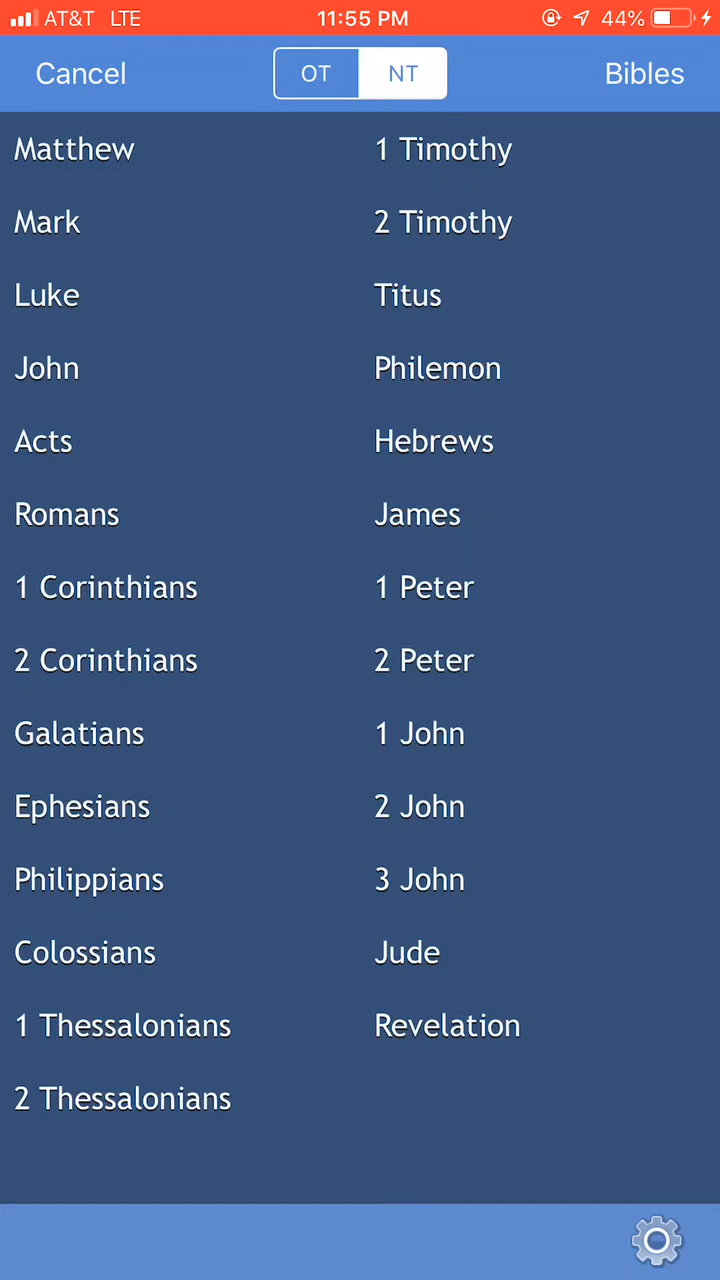 AT&T LTE 11:55 PM 44%
Cancel OT NT Bibles
Matthew
Mark
Luke
John
Acts
Romans
1 Corinthians
2 Corinthians
Galatians
Ephesians
Philippians
Colossians
1 Thessalonians
2 Thessalonians
1 Timothy
2 Timothy
Titus
Philemon
Hebrews
James
1 Peter
2 Peter
1 John
2 John
3 John
Jude
Revelation